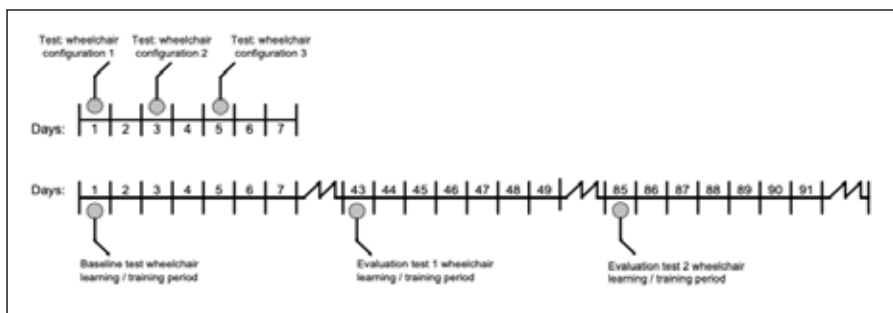 Test: wheelchair Test: wheelchair Test: wheelchair
configuration 1 configuration 2 configuration 3
Days: 1 2 3 4 5 6 7
Days: 1 2 3 4 5 6 7 43 44 45 46 47 48 49 85 86 87 88 89 90 91
Baseline test wheelchair Evaluation test 1 wheelchair Evaluation test 2 wheelchair
learning / training period learning / training period learning / training period